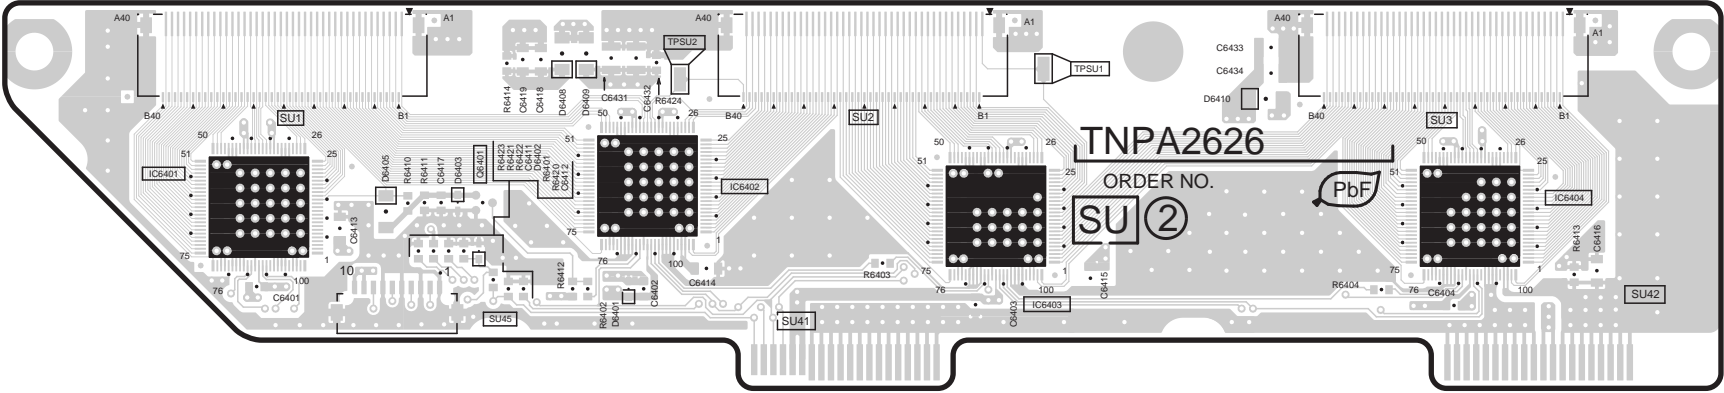 A40 A1 A40 A1 A40 A1
TPSU2
C6433
TPSU1
C6434
R6414 C6419 C6418 D6408 D6409 C6431 C6432 R6424
D6410
B40 SU1 B1 B40 SU2 B1 B40 SU3 B1
50 26 50 26 50 26 50 26
51 25 51 25 51 25 51 25
TNPA2626
IC6401 D6405 R6410 R6411 C6417 D6403 Q6401 R6423 R6421 R6422 C6411 D6402 R6401 R6420 C6412 IC6402
ORDER NO.
PbF
IC6404
SU 2
C6413
R6413 C6416
75 1 75 1 75 1 75 1
10 1
76 100 76 100 76 100 76 100
C6401 R6412 C6402 C6414 R6403 C6415 R6404 C6404
R6402 D6401 C6403 IC6403
SU45 SU41 SU42